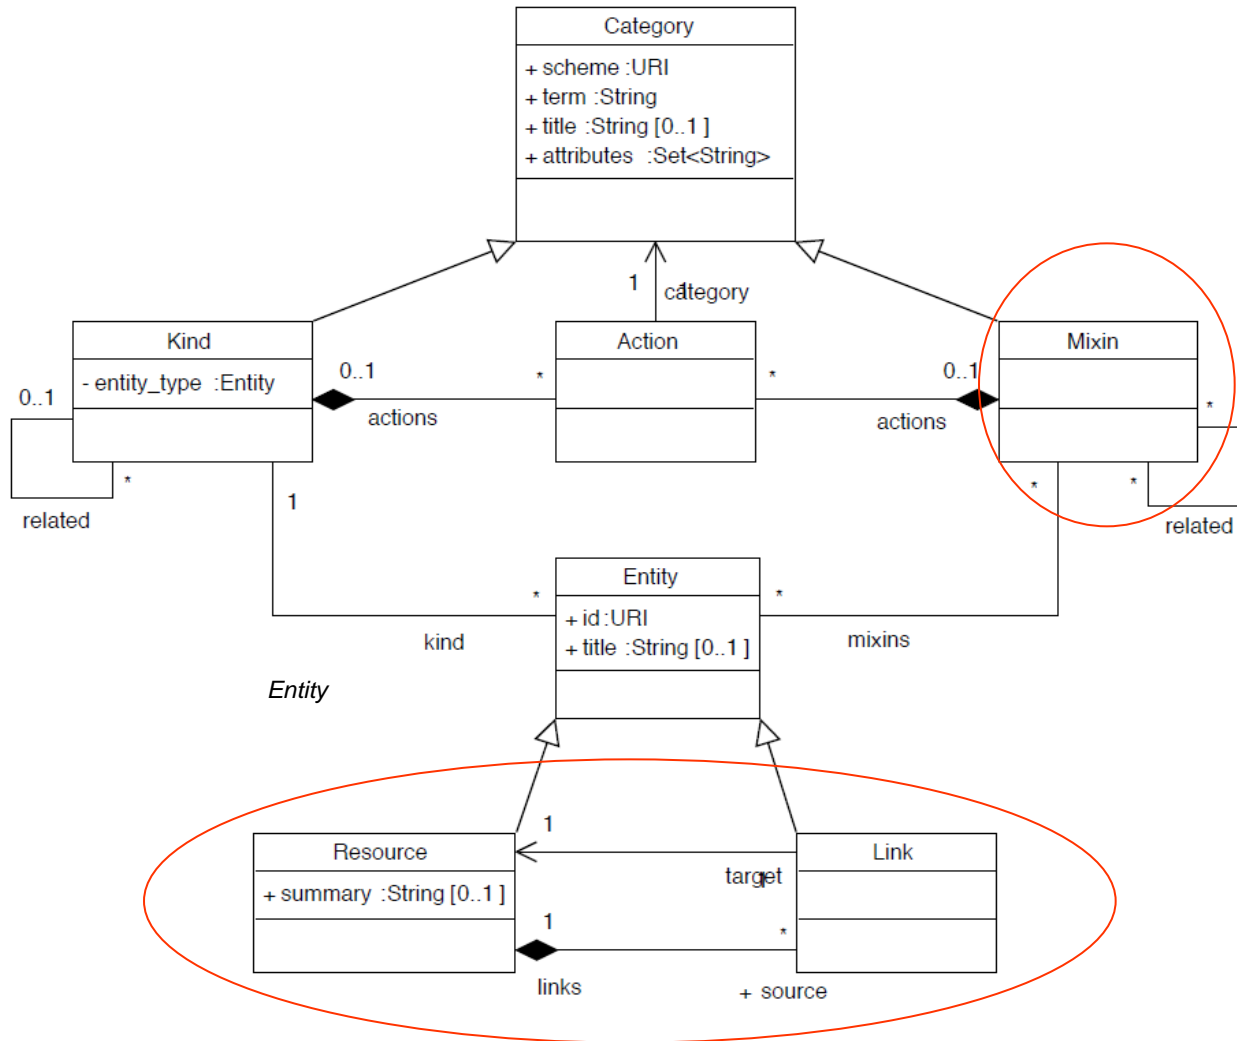 Category
+ scheme :URI
+ term :String
+ title :String [0..1 ]
+ attributes :Set<String>
1
category
Kind
- entity_type :Entity
0..1
*
related
0..1
*
actions
Action
*
0..1
actions
Mixin
*
*
related
1
*
kind
Entity
+ id :URI
+ title :String [0..1 ]
*
*
mixins
Entity
Resource
+ summary :String [0..1 ]
1
target
Link
1
*
links
+ source